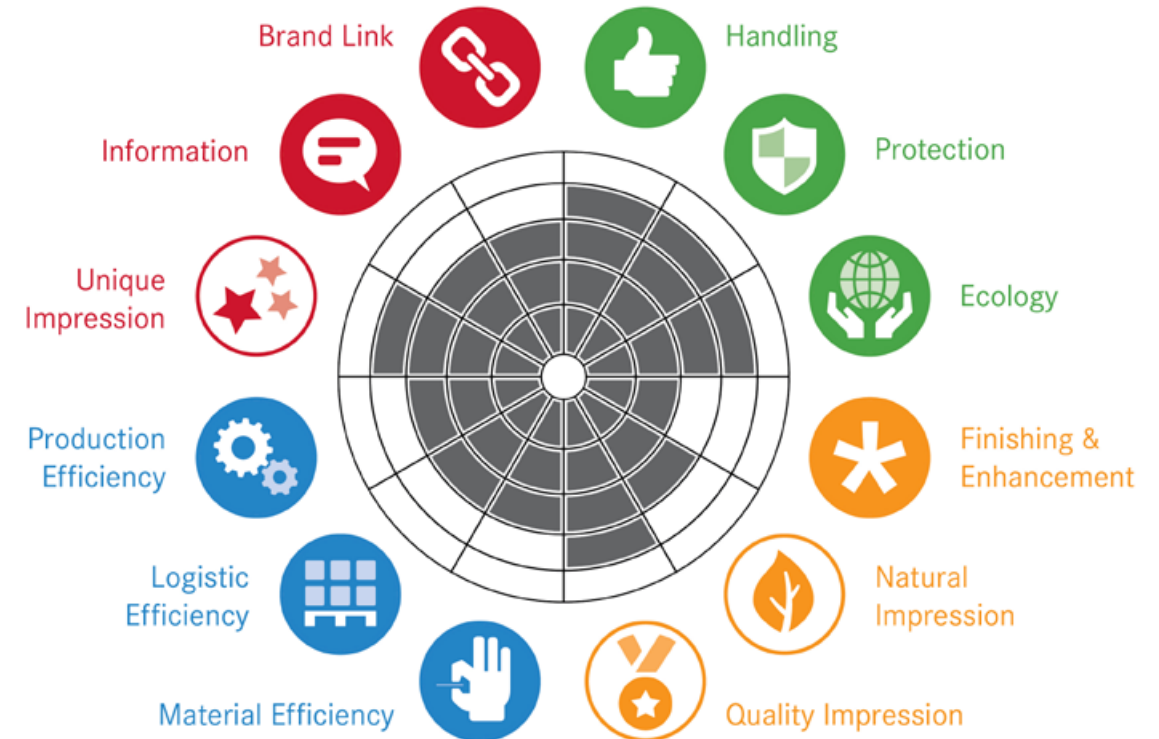 Brand Link
Handling
Information
Protection
Unique
Impression
Ecology
Production
Efficiency
Finishing &
Enhancement
Logistic
Efficiency
Natural
Impression
Material Efficiency
Quality Impression